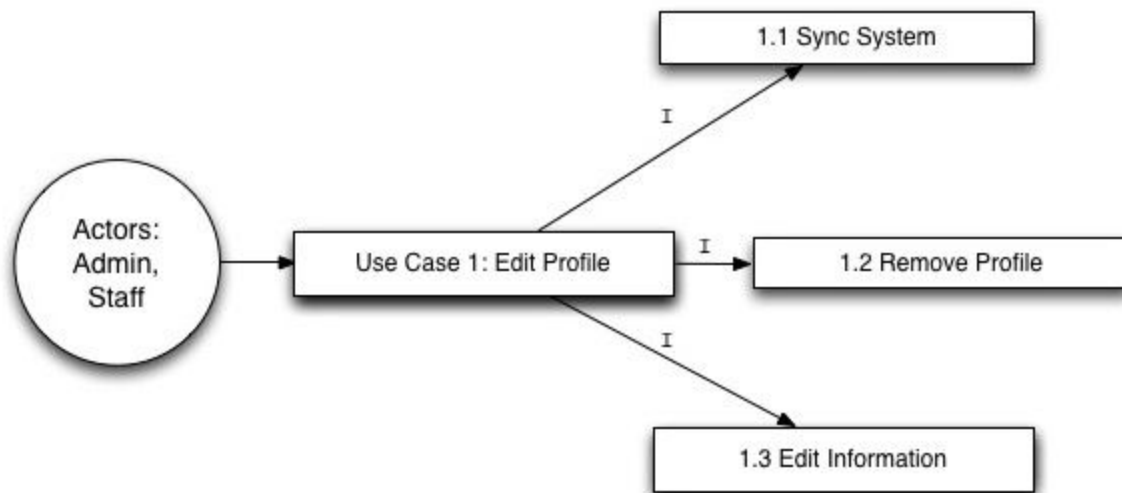 1.1 Sync System
I
Actors:
Admin,
Staff
Use Case 1: Edit Profile
I
1.2 Remove Profile
I
1.3 Edit Information